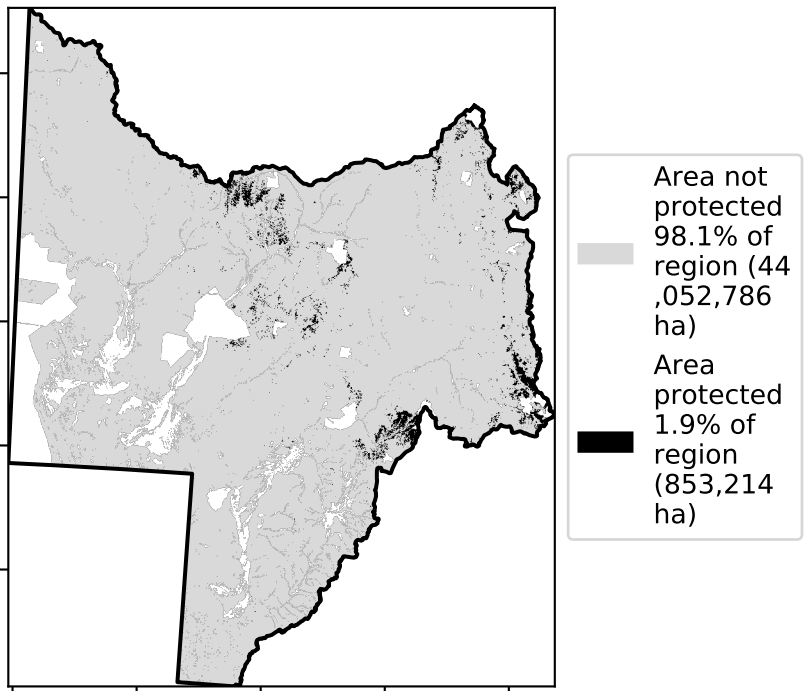 Area not
protected
98.1% of
region (44
,052,786
ha)
Area
protected
1.9% of
region
(853,214
ha)